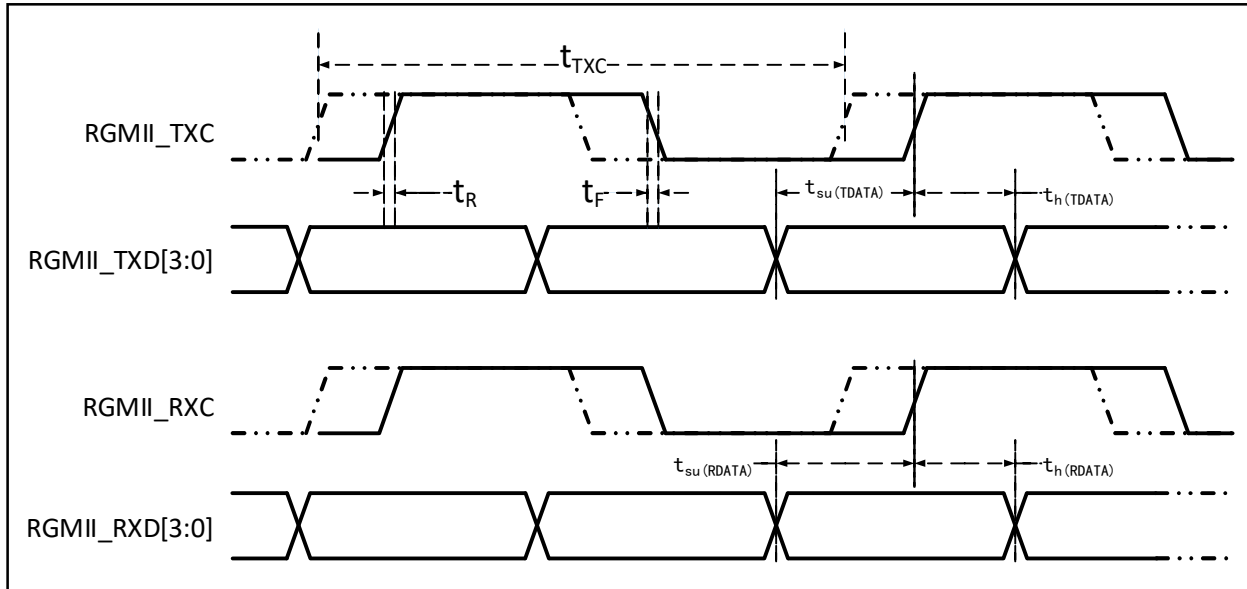 tTXC
RGMII_TXC
tR
tF
tsu(TDATA)
th(TDATA)
RGMII_TXD[3:0]
RGMII_RXC
tsu(RDATA)
th(RDATA)
RGMII_RXD[3:0]